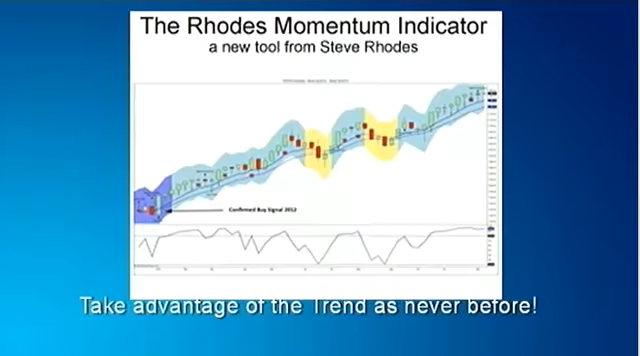 The Rhodes Momentum Indicator
a new tool from Steve Rhodes
Confirmed Buy Signal 2012
Take advantage of the Trend as never before!